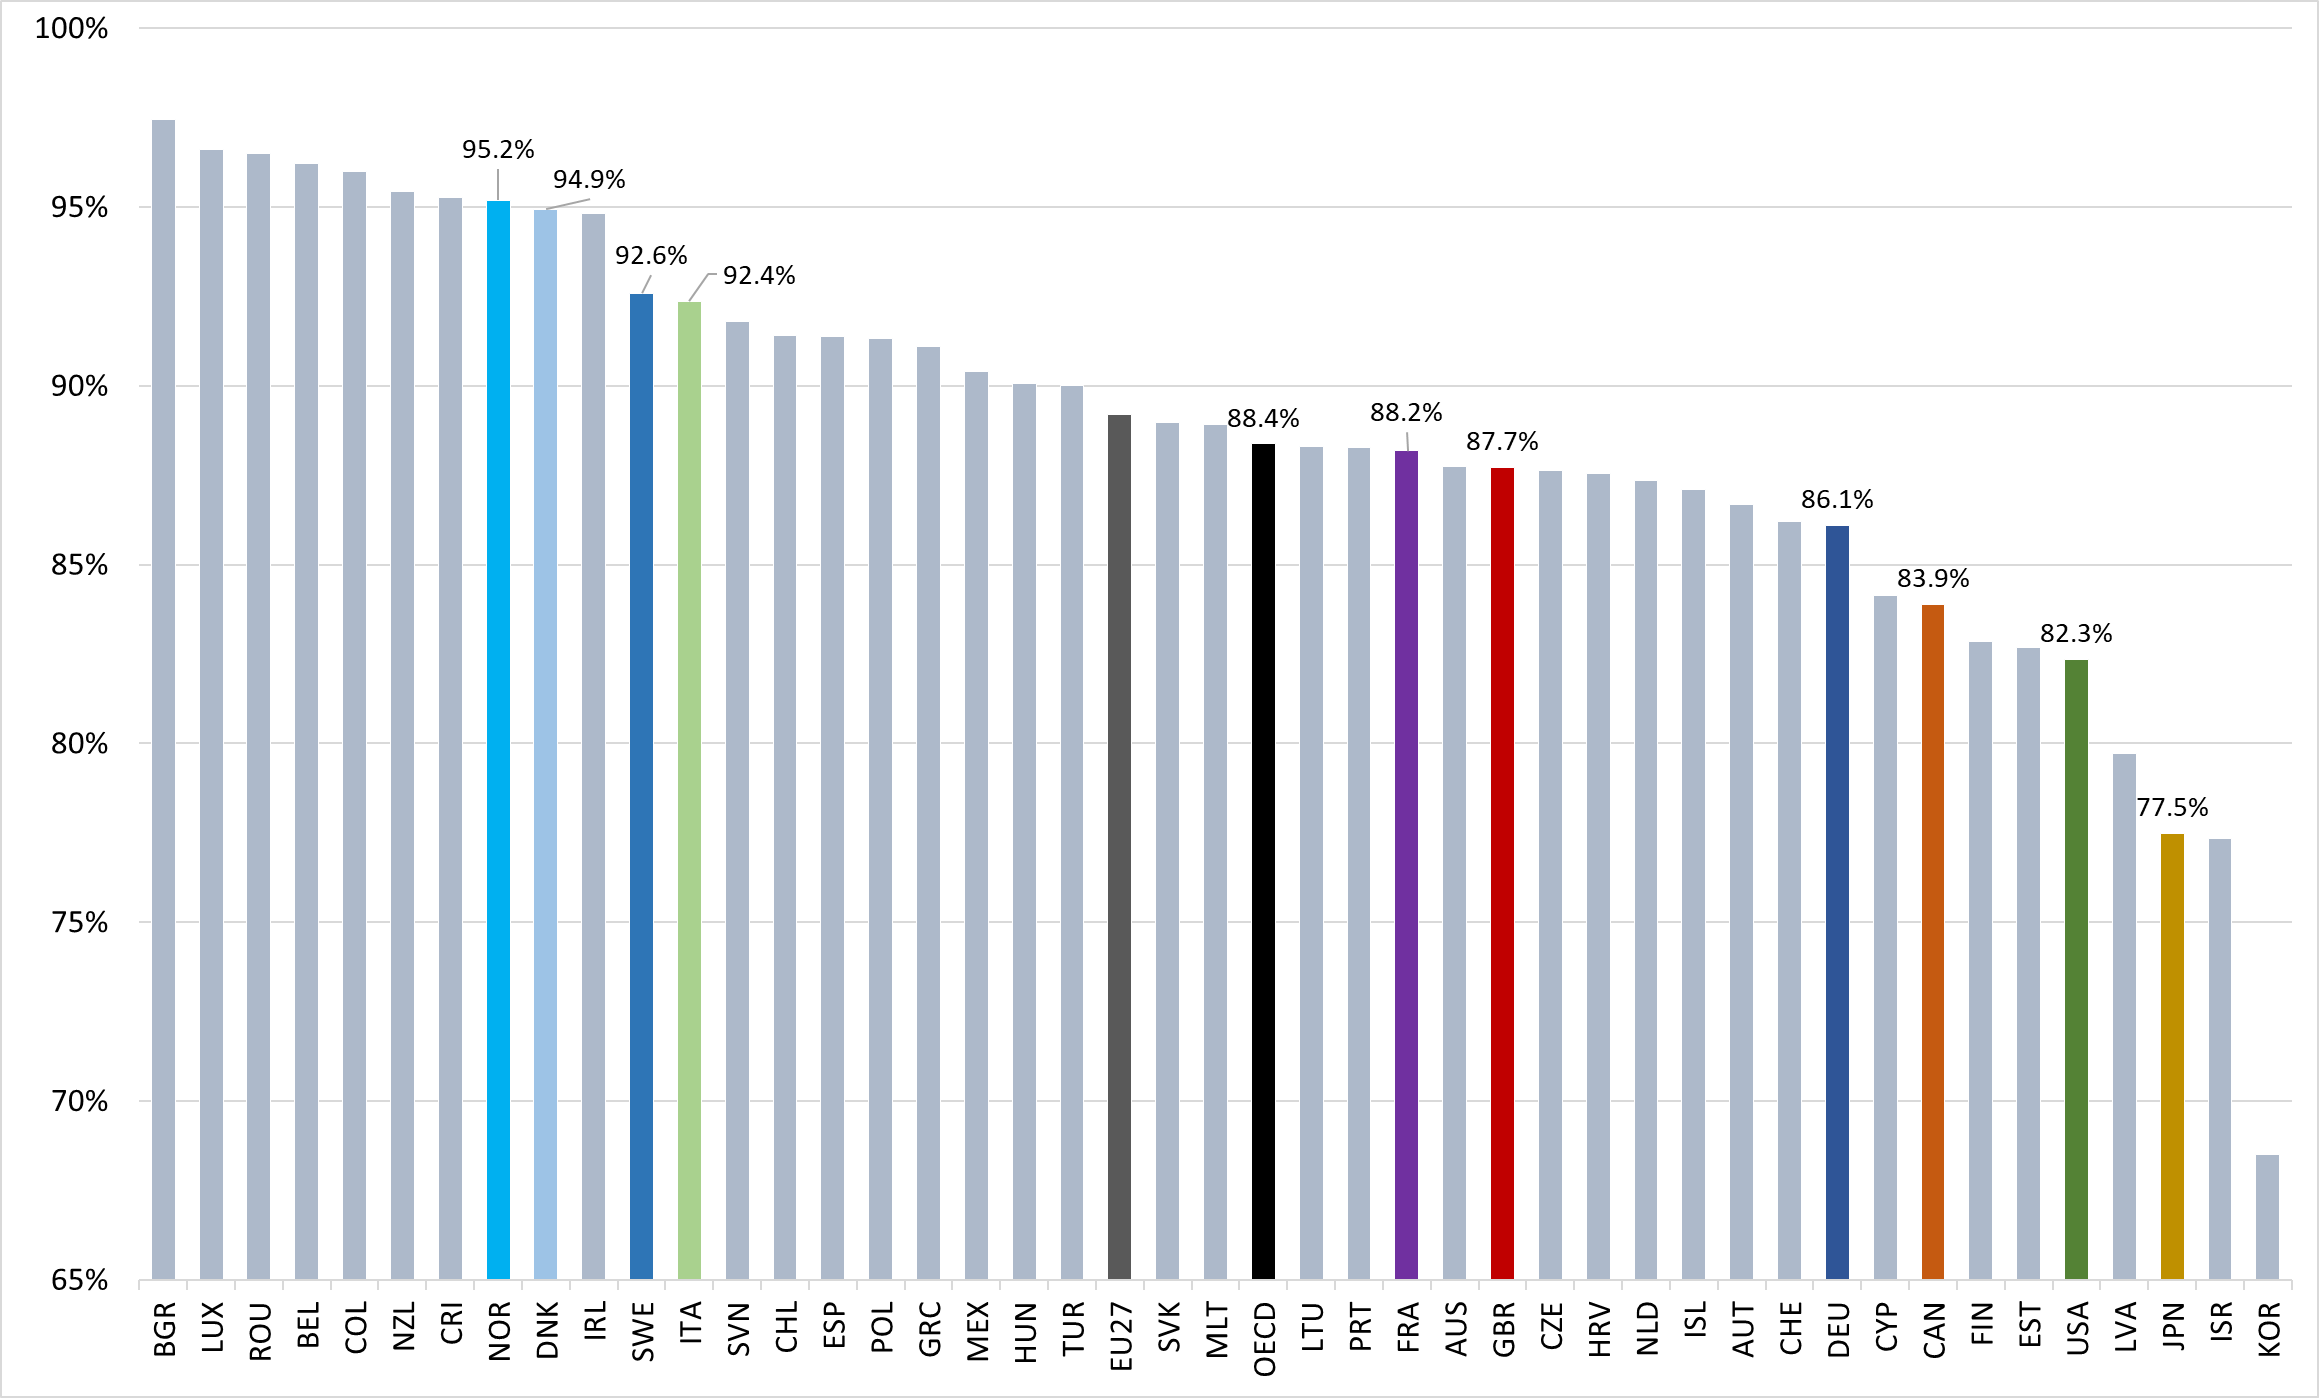 100%
95%
90%
85%
80%
75%
70%
65%
95.2%
94.9%
92.6%
92.4%
88.4%
88.2%
87.7%
86.1%
83.9%
82.3%
77.5%
BGR
LUX
ROU
BEL
COL
NZL
CRI
NOR
DNK
IRL
SWE
ITA
SVN
CHL
ESP
POL
GRC
MEX
HUN
TUR
EU27
SVK
MLT
OECD
LTU
PRT
FRA
AUS
GBR
CZE
HRV
NLD
ISL
AUT
CHE
DEU
CYP
CAN
FIN
EST
USA
LVA
JPN
ISR
KOR